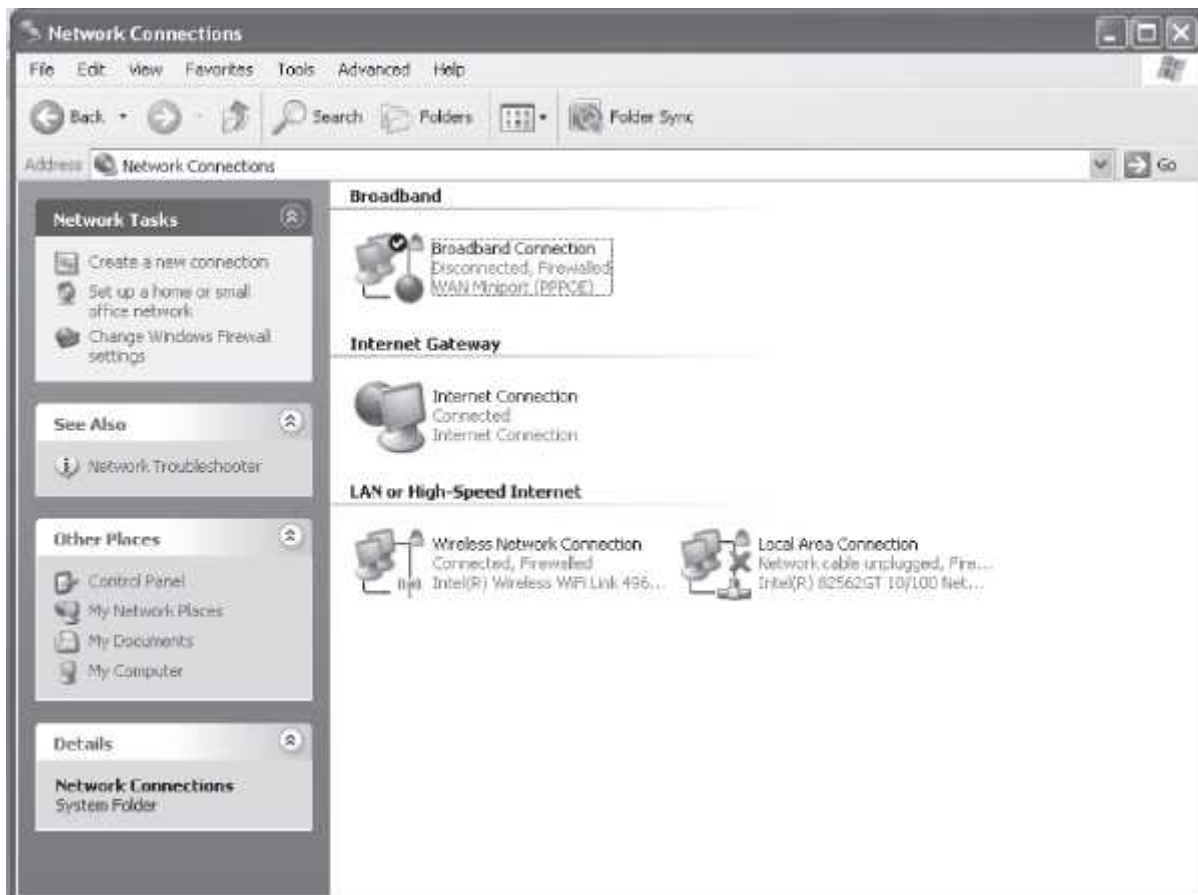 Network Connections
File Edit View Favorites Tools Advanced Help
Back Search Folders Folder Sync
Address Network Connections Go
Network Tasks
Create a new connection
Set up a home or small
office network
Change Windows Firewall
settings
See Also
Network Troubleshooter
Other Places
Control Panel
My Network Places
My Documents
My Computer
Details
Network Connections
System Folder
Broadband
Broadband Connection
Disconnected, Firewalled
WAN Miniport (PPPOE)
Internet Gateway
Internet Connection
Connected
Internet Connection
LAN or High-Speed Internet
Wireless Network Connection
Connected, Firewalled
Intel(R) Wireless WiFi Link 496...
Local Area Connection
Network cable unplugged, Fire...
Intel(R) 82562GT 10/100 Net...